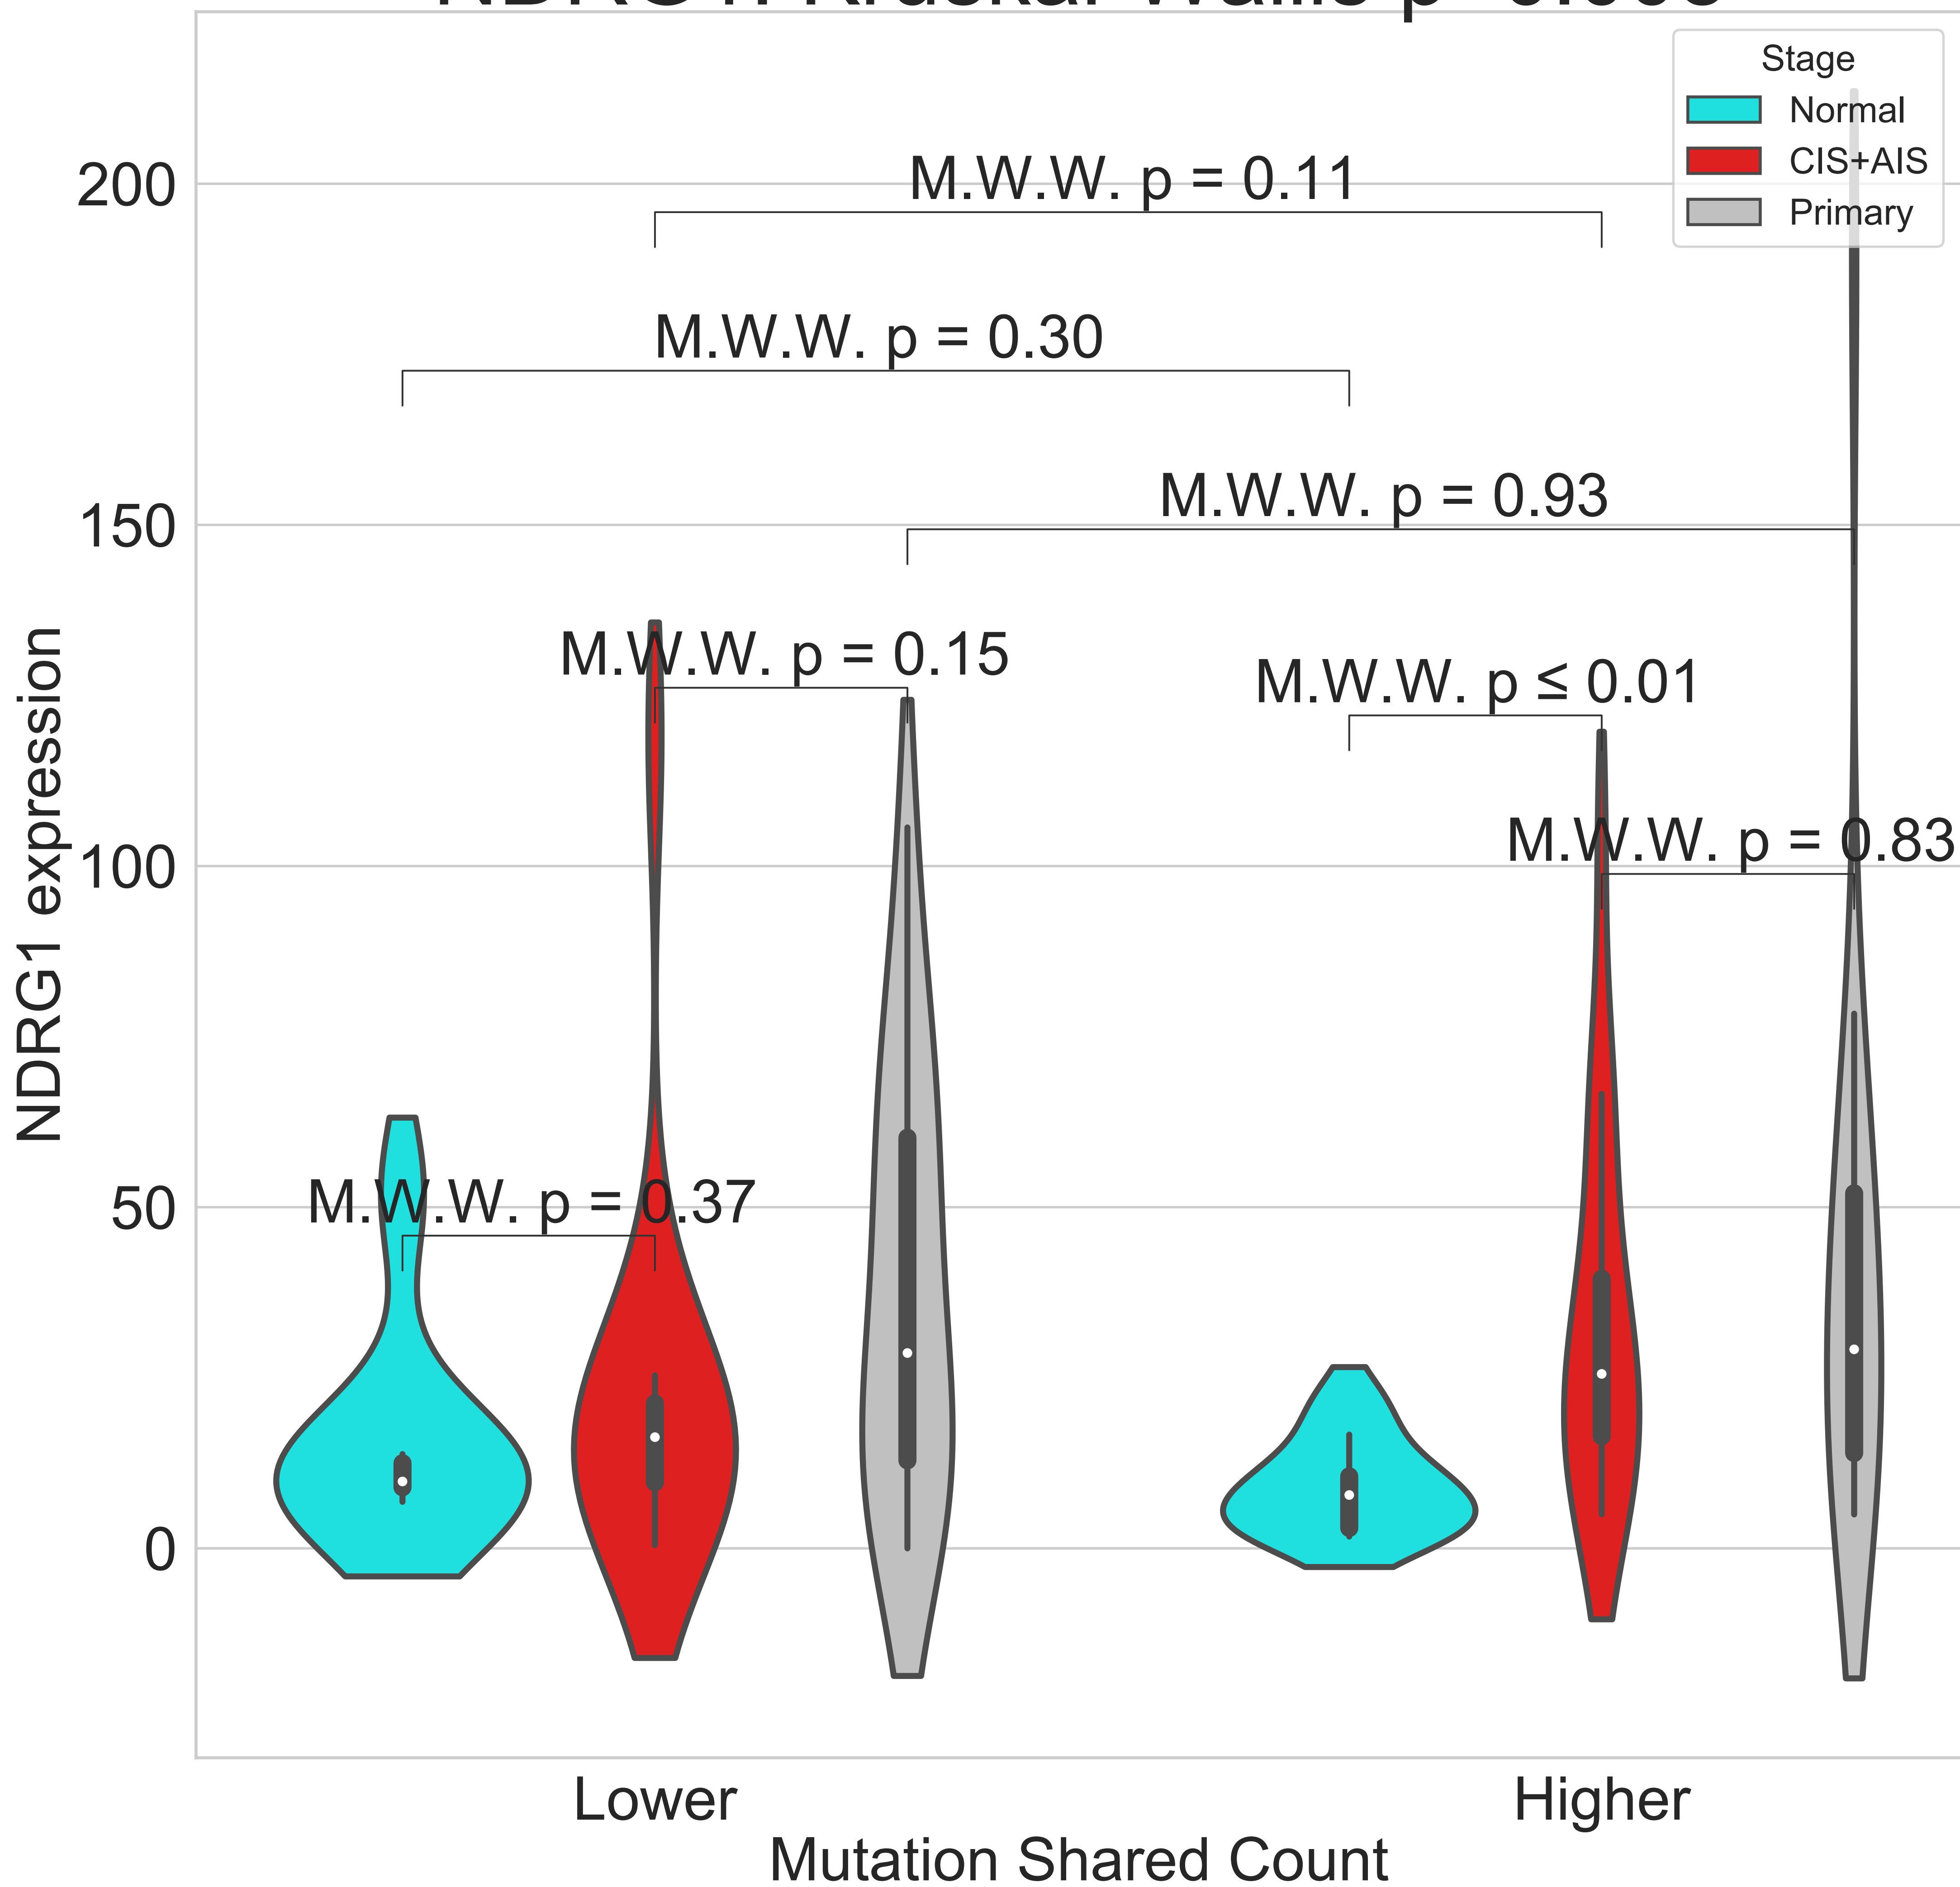 Stage
Normal
CIS+AIS
Primary
200
150
100
50
0
NDRG1 expression
M.W.W. p = 0.11
M.W.W. p = 0.30
M.W.W. p = 0.93
M.W.W. p = 0.15
M.W.W. p ≤ 0.01
M.W.W. p = 0.83
M.W.W. p = 0.37
Lower
Higher
Mutation Shared Count